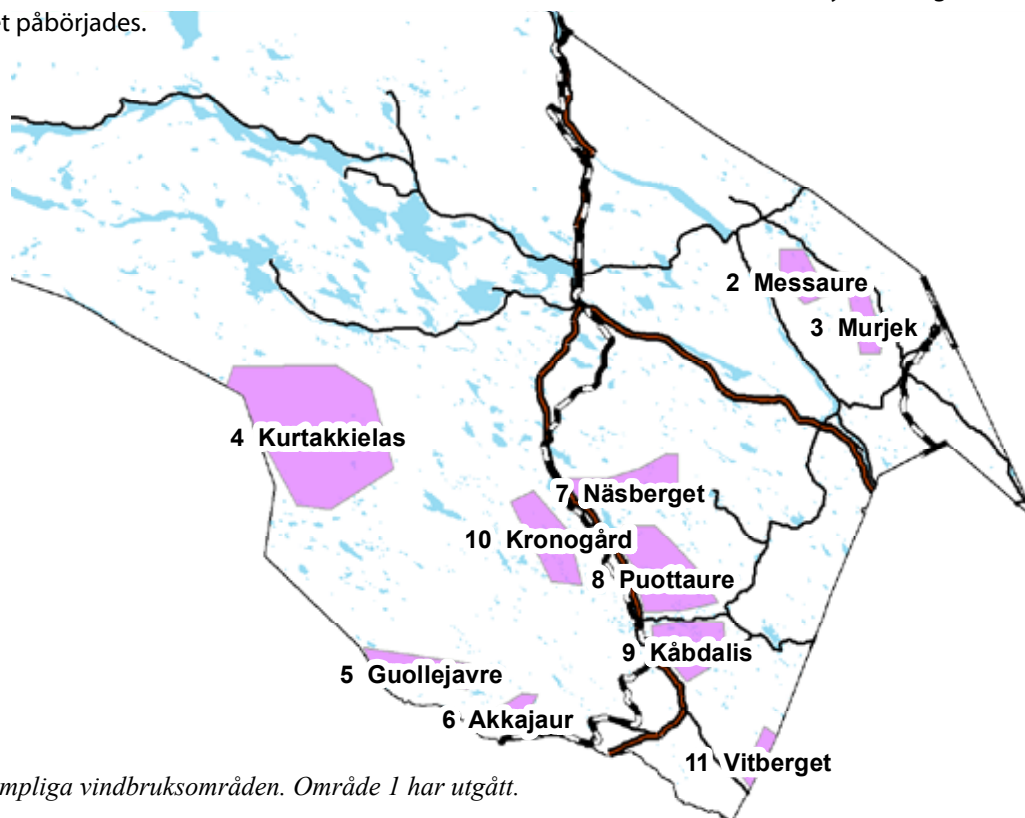 et påbörjades.
2 Messaure
3 Murjek
4 Kurtakkielas
7 Näsberget
10 Kronogård
8 Puottaure
9 Kåbdalis
5 Guollejavre
6 Akkajaur
11 Vitberget
mpliga vindbruksområden. Område 1 har utgått.